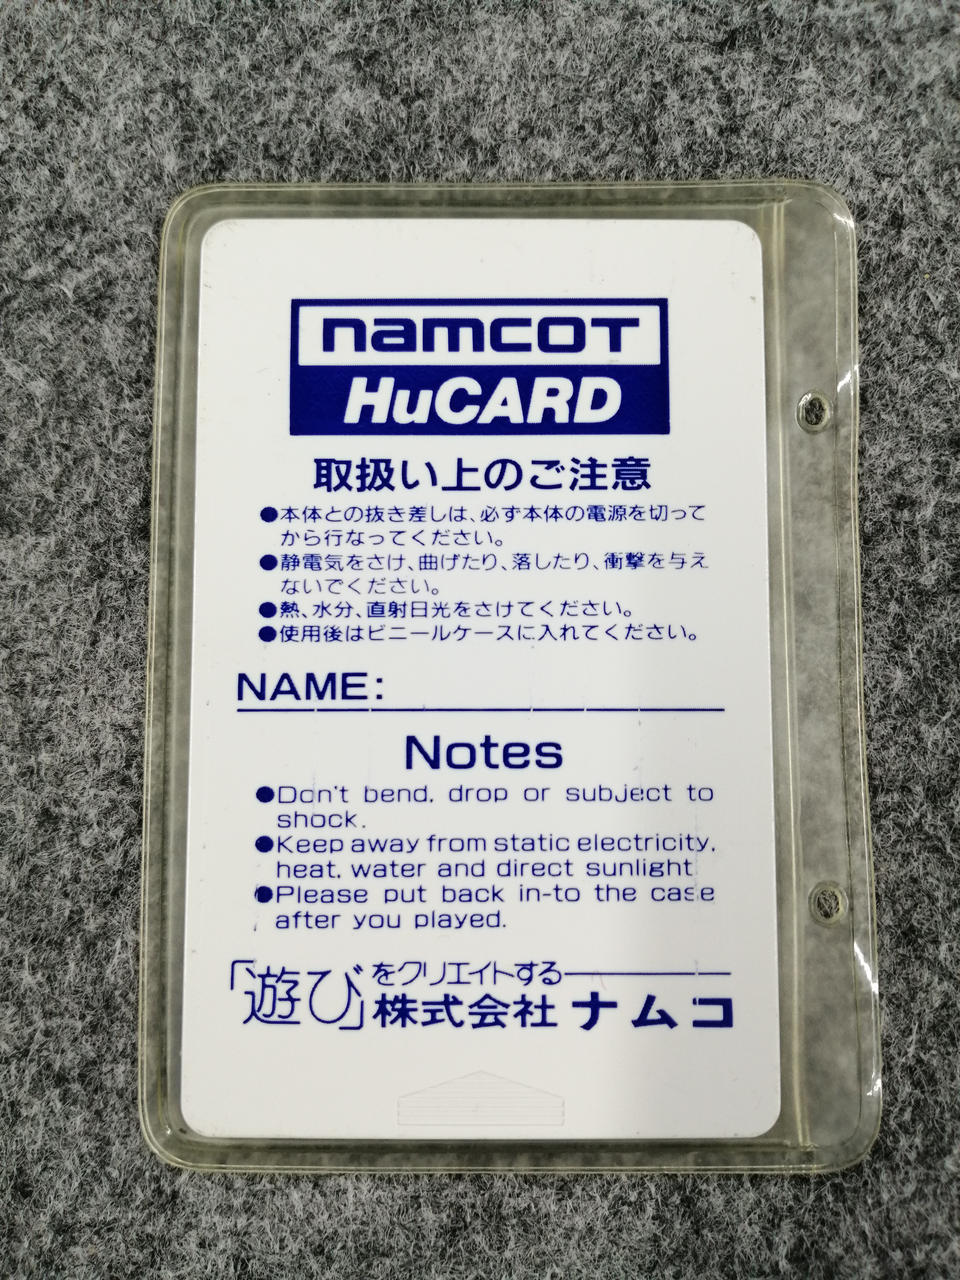 namcot
HuCARD
取扱い上のご注意
●本体との抜き差しは、必ず本体の電源を切って
から行なってください。
●静電気をさけ、曲げたり、落したり、衝撃を与え
ないでください。
●熱、水分、直射日光をさけてください。
●使用後はビニールケースに入れてください。
NAME:
Notes
●Don't bend, drop or subject to
shock.
●Keep away from static electricity,
heat, water and direct sunlight
●Please put back in-to the case
after you played.
「遊び」をクリエイトする
株式会社ナムコ